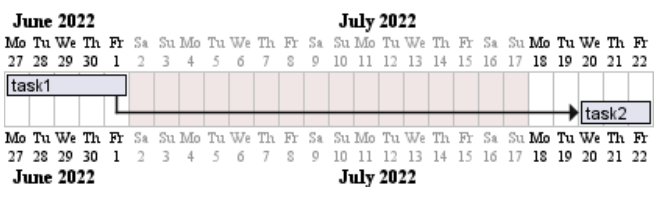 June 2022 July 2022
Mo Tu We Th Fr Sa Su Mo Tu We Th Fr Sa Su Mo Tu We Th Fr Sa Su Mo Tu We Th Fr
27 28 29 30 1 2 3 4 5 6 7 8 9 10 11 12 13 14 15 16 17 18 19 20 21 22
task1
task2
Mo Tu We Th Fr Sa Su Mo Tu We Th Fr Sa Su Mo Tu We Th Fr Sa Su Mo Tu We Th Fr
27 28 29 30 1 2 3 4 5 6 7 8 9 10 11 12 13 14 15 16 17 18 19 20 21 22
June 2022 July 2022